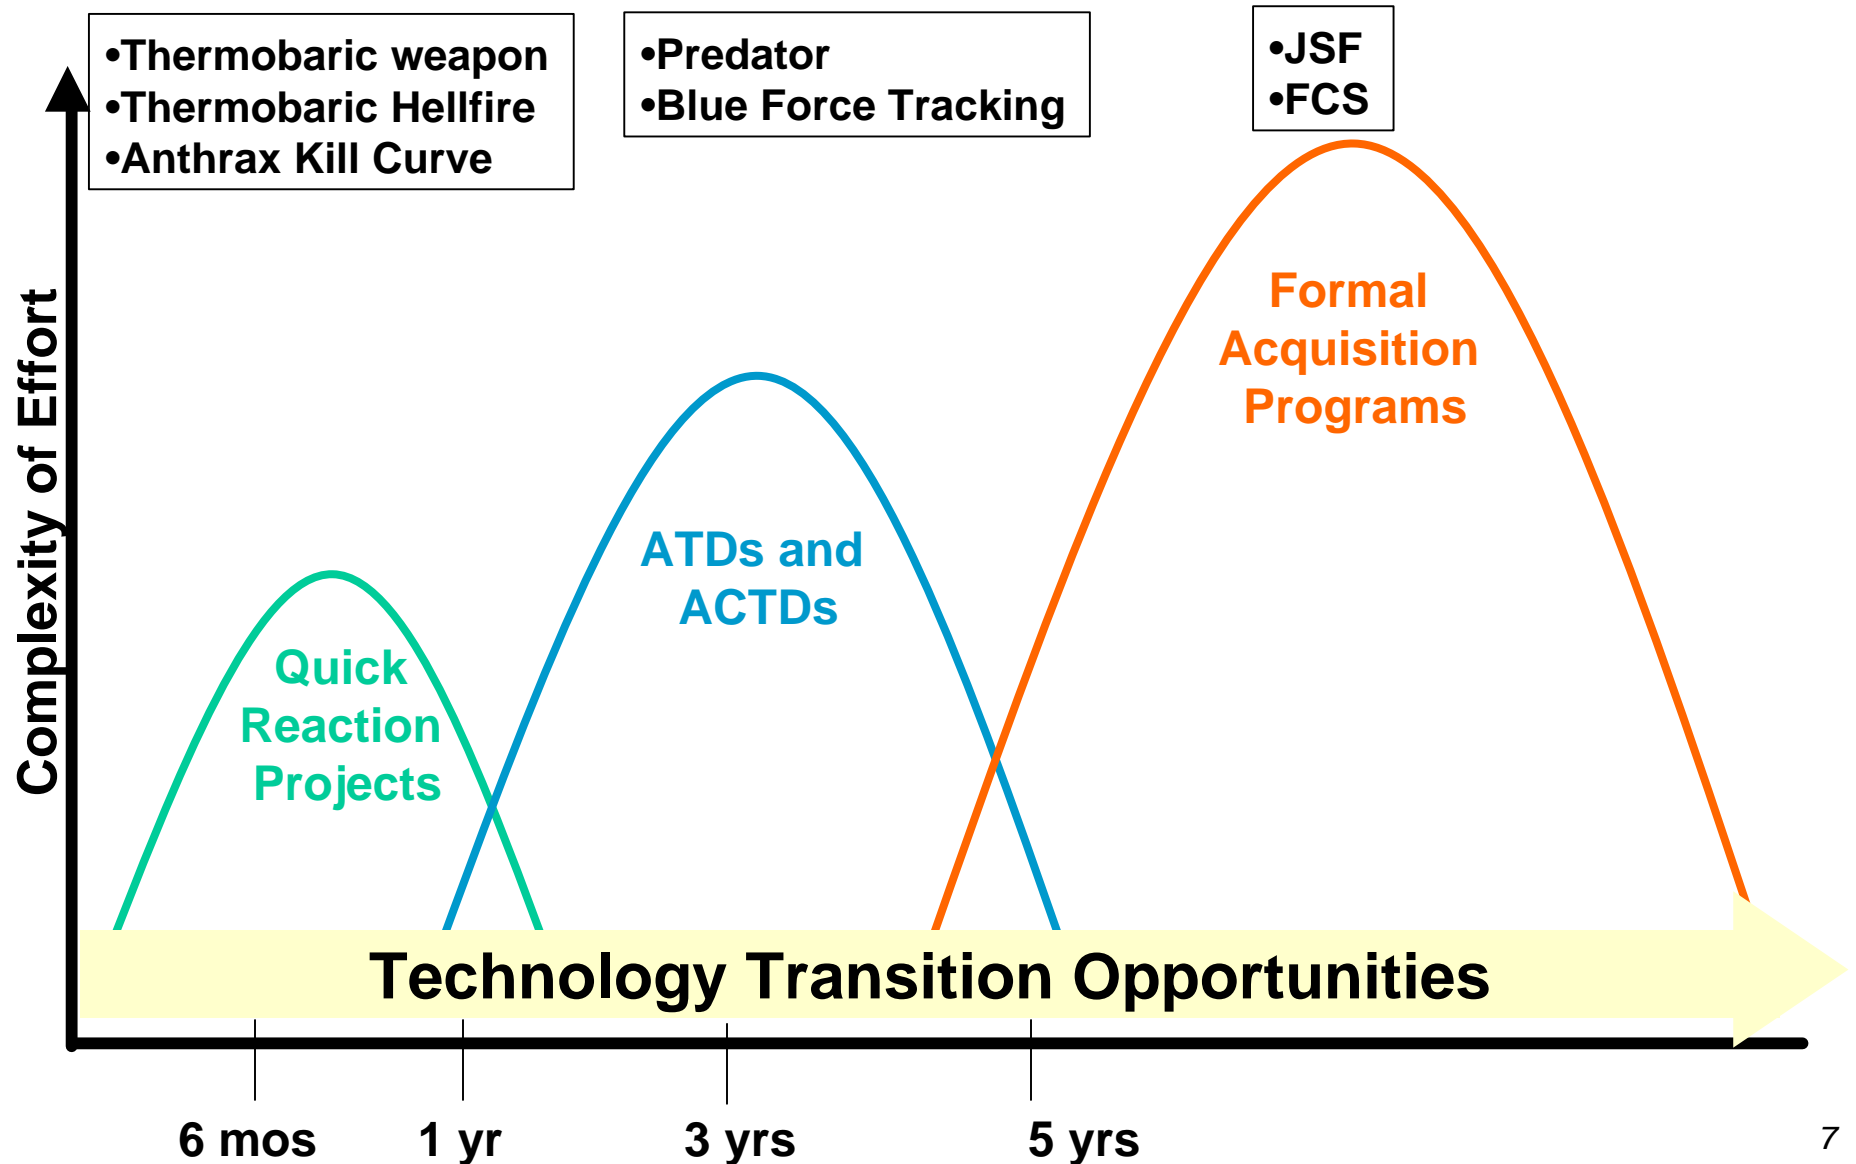 •Thermobaric weapon
•Thermobaric Hellfire
•Anthrax Kill Curve
•Predator
•Blue Force Tracking
•JSF
•FCS
Complexity of Effort
Quick
Reaction
Projects
ATDs and
ACTDs
Formal
Acquisition
Programs
Technology Transition Opportunities
6 mos
1 yr
3 yrs
5 yrs
7